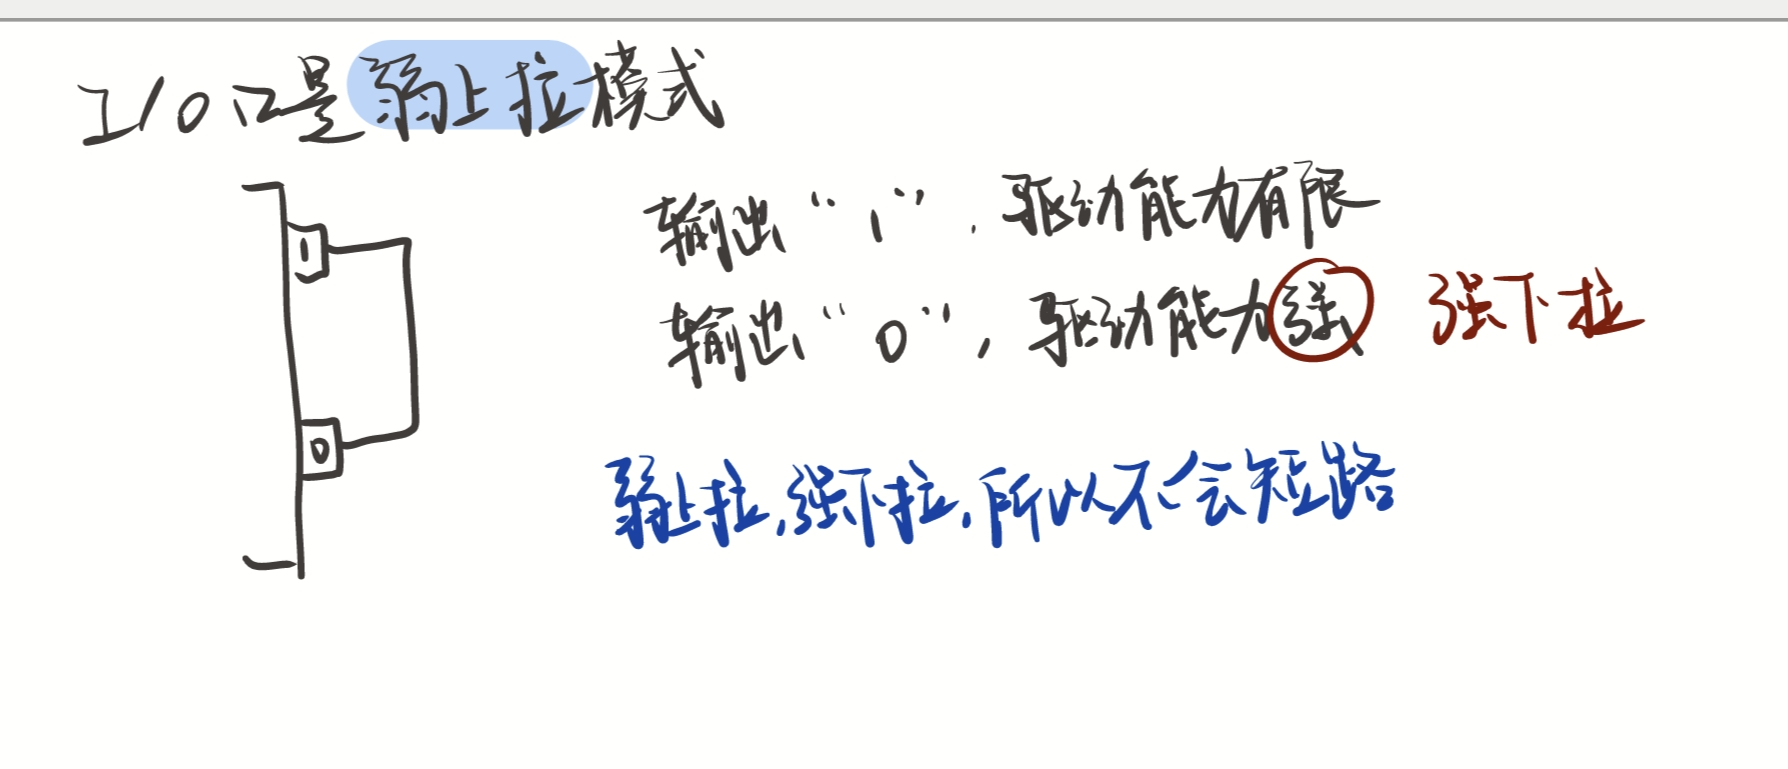 I/O口是弱上拉模式
1
输出“1”，驱动能力有限
输出“0”，驱动能力强 强下拉
0
弱上拉,强下拉,所以不会短路